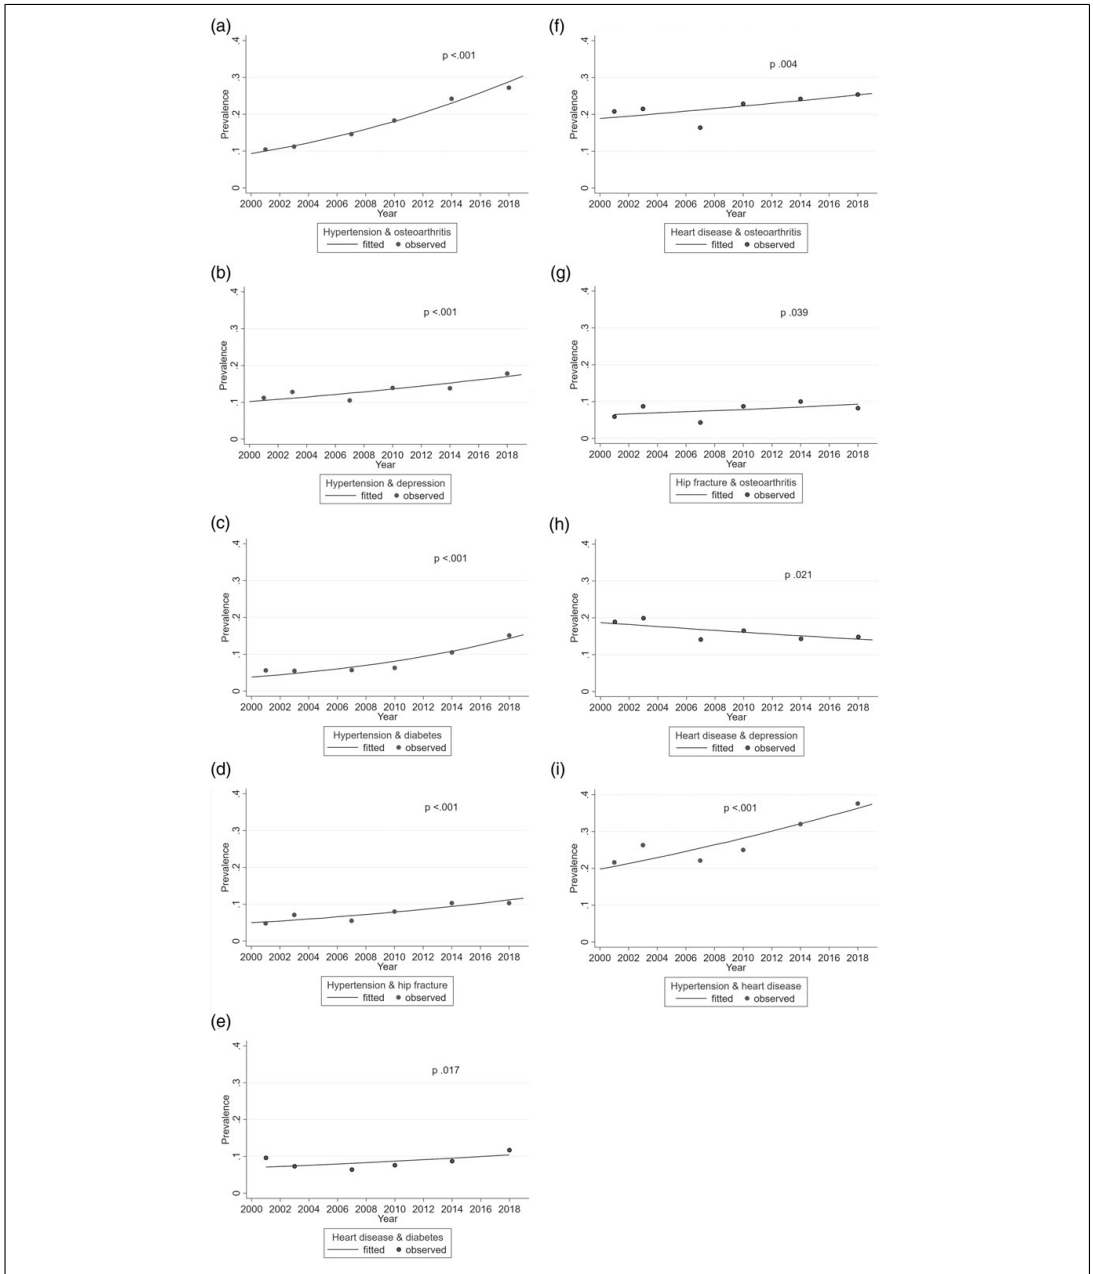 (a)
p <.001
Prevalence
.4
.3
.2
.1
0
2000 2002 2004 2006 2008 2010 2012 2014 2016 2018
Year
Hypertension & osteoarthritis
fitted observed
(b)
p <.001
Prevalence
.4
.3
.2
.1
0
2000 2002 2004 2006 2008 2010 2012 2014 2016 2018
Year
Hypertension & depression
fitted observed
(c)
p <.001
Prevalence
.4
.3
.2
.1
0
2000 2002 2004 2006 2008 2010 2012 2014 2016 2018
Year
Hypertension & diabetes
fitted observed
(d)
p <.001
Prevalence
.4
.3
.2
.1
0
2000 2002 2004 2006 2008 2010 2012 2014 2016 2018
Year
Hypertension & hip fracture
fitted observed
(e)
p .017
Prevalence
.4
.3
.2
.1
0
2000 2002 2004 2006 2008 2010 2012 2014 2016 2018
Year
Heart disease & diabetes
fitted observed
(f)
p .004
Prevalence
.4
.3
.2
.1
0
2000 2002 2004 2006 2008 2010 2012 2014 2016 2018
Year
Heart disease & osteoarthritis
fitted observed
(g)
p .039
Prevalence
.4
.3
.2
.1
0
2000 2002 2004 2006 2008 2010 2012 2014 2016 2018
Year
Hip fracture & osteoarthritis
fitted observed
(h)
p .021
Prevalence
.4
.3
.2
.1
0
2000 2002 2004 2006 2008 2010 2012 2014 2016 2018
Year
Heart disease & depression
fitted observed
(i)
p <.001
Prevalence
.4
.3
.2
.1
0
2000 2002 2004 2006 2008 2010 2012 2014 2016 2018
Year
Hypertension & heart disease
fitted observed